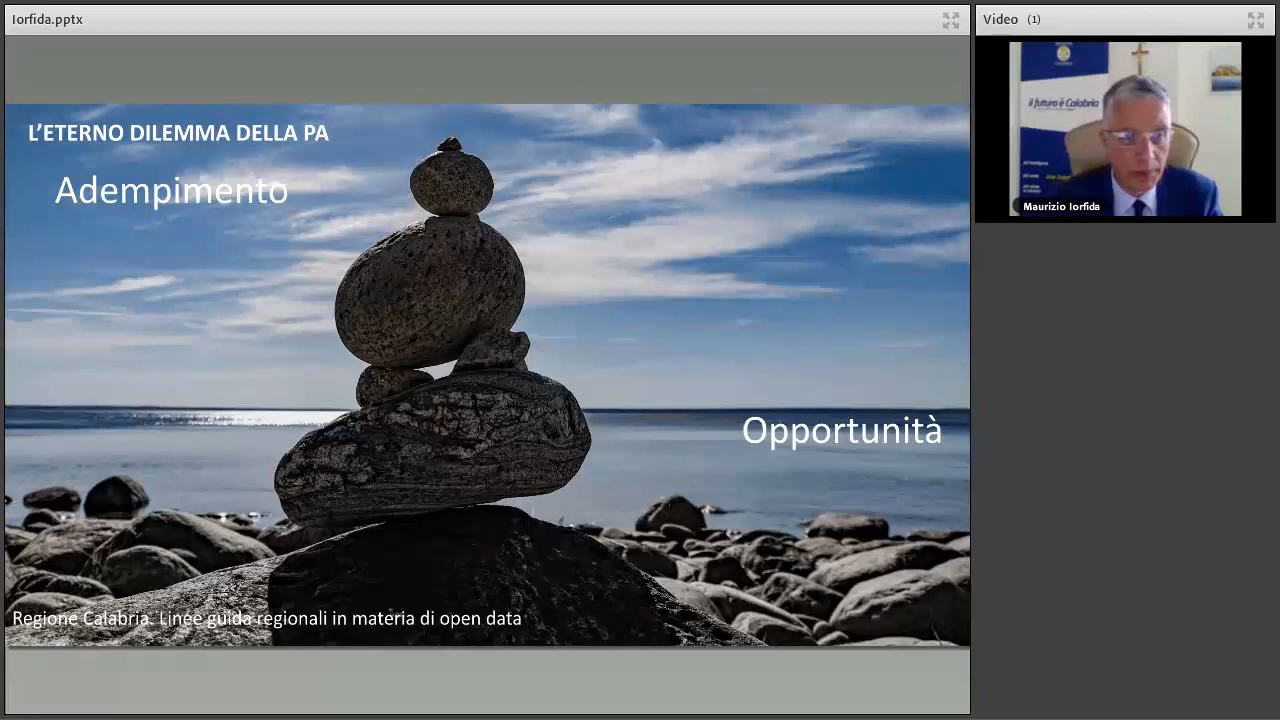 Iorfida.pptx
L'ETERNO DILEMMA DELLA PA
Adempimento
Opportunità
Regione Calabria. Linee guida regionali in materia di open data
Video (1)
il futuro è Calabria
Maurizio Iorfida